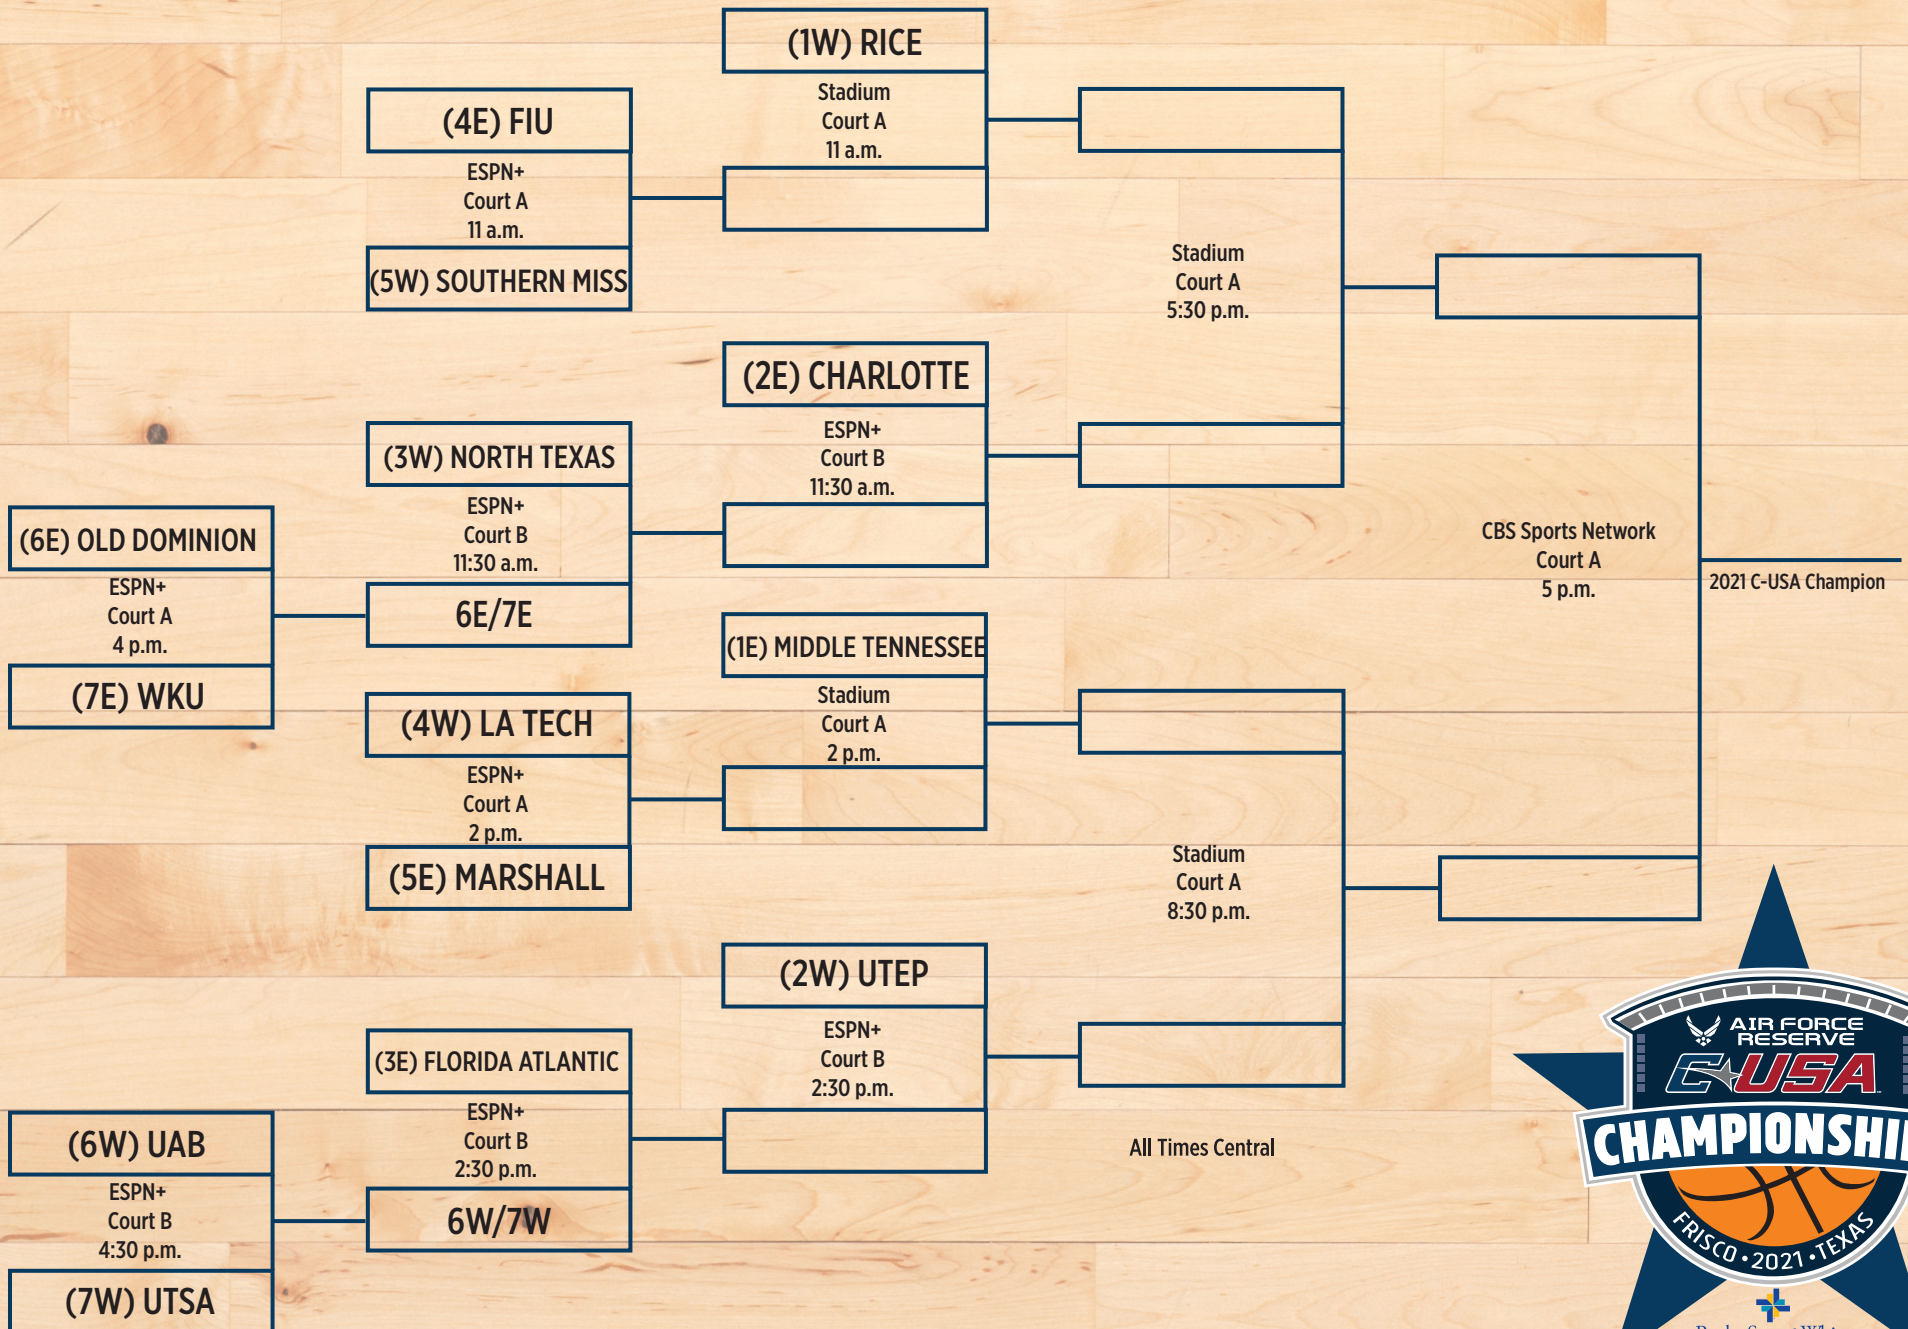 (1W) RICE
Stadium
Court A
11 a.m.
(4E) FIU
ESPN+
Court A
11 a.m.
(5W) SOUTHERN MISS
Stadium
Court A
5:30 p.m.
(2E) CHARLOTTE
ESPN+
Court B
11:30 a.m.
(3W) NORTH TEXAS
ESPN+
Court B
11:30 a.m.
6E/7E
(6E) OLD DOMINION
ESPN+
Court A
4 p.m.
(7E) WKU
CBS Sports Network
Court A
5 p.m.
2021 C-USA Champion
(1E) MIDDLE TENNESSEE
Stadium
Court A
2 p.m.
(4W) LA TECH
ESPN+
Court A
2 p.m.
(5E) MARSHALL
Stadium
Court A
8:30 p.m.
(2W) UTEP
ESPN+
Court B
2:30 p.m.
(3E) FLORIDA ATLANTIC
ESPN+
Court B
2:30 p.m.
6W/7W
(6W) UAB
ESPN+
Court B
4:30 p.m.
(7W) UTSA
All Times Central
AIR FORCE
RESERVE
C USA
CHAMPIONSHI
FRISCO • 2021 • TEXAS